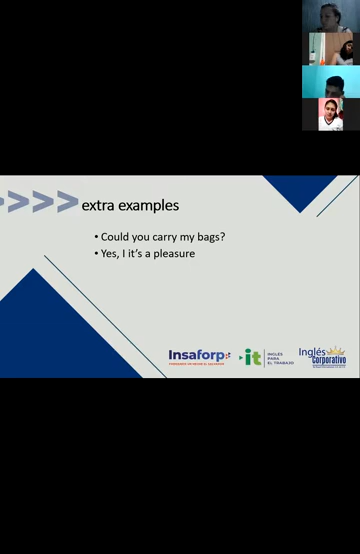 extra examples
• Could you carry my bags?
• Yes, I it's a pleasure
Insaforp
it
INGLÉS
PARA
EL TRABAJO
Inglés
Corporativo